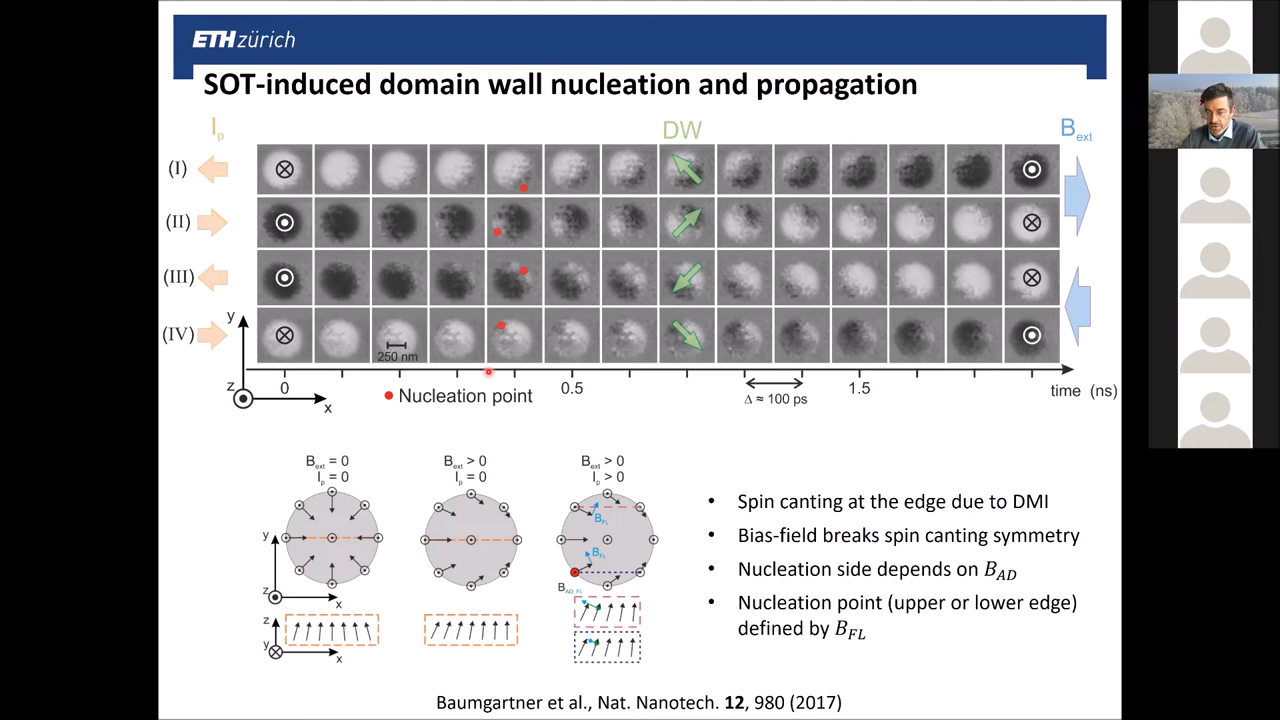 ETH zürich
SOT-induced domain wall nucleation and propagation
Ip
DW
Bext
(I)
(II)
(III)
(IV)
250 nm
y
z
x
0
0.5
1.5
time (ns)
Δ ≈ 100 ps
Nucleation point
Bext = 0
Ip = 0
Bext > 0
Ip = 0
Bext > 0
Ip > 0
BFL
BFL
BAD, FL
y
z
x
z
y
x
• Spin canting at the edge due to DMI
• Bias-field breaks spin canting symmetry
• Nucleation side depends on BAD
• Nucleation point (upper or lower edge)
defined by BFL
Baumgartner et al., Nat. Nanotech. 12, 980 (2017)